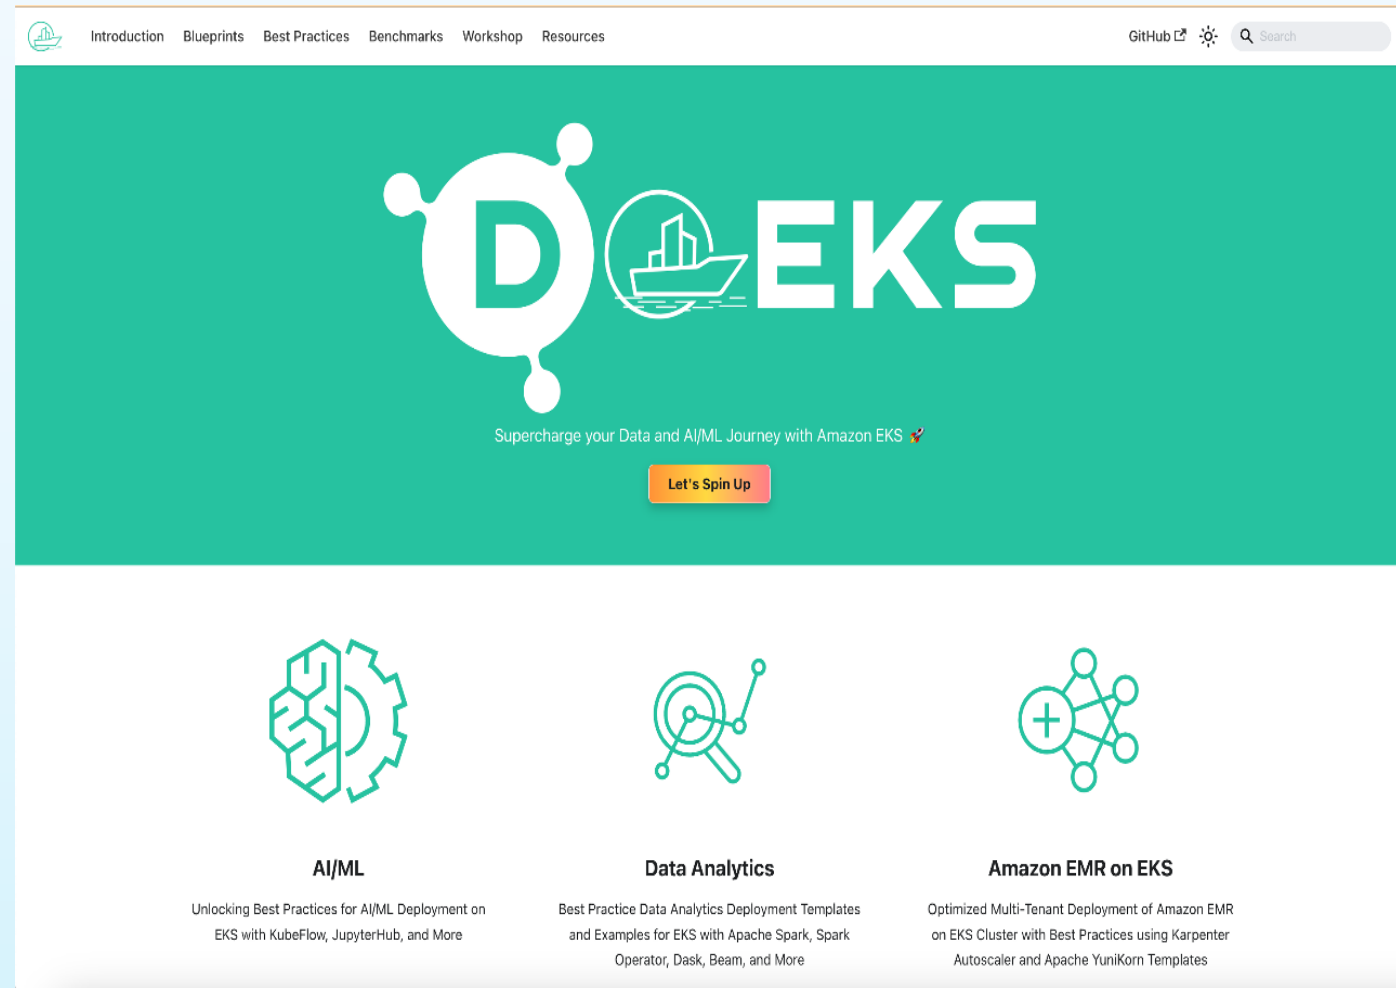 Introduction Blueprints Best Practices Benchmarks Workshop Resources GitHub Search
DOEKS
Supercharge your Data and AI/ML Journey with Amazon EKS 🚀
Let's Spin Up
AI/ML
Unlocking Best Practices for AI/ML Deployment on
EKS with KubeFlow, JupyterHub, and More
Data Analytics
Best Practice Data Analytics Deployment Templates
and Examples for EKS with Apache Spark, Spark
Operator, Dask, Beam, and More
Amazon EMR on EKS
Optimized Multi-Tenant Deployment of Amazon EMR
on EKS Cluster with Best Practices using Karpenter
Autoscaler and Apache YuniKorn Templates